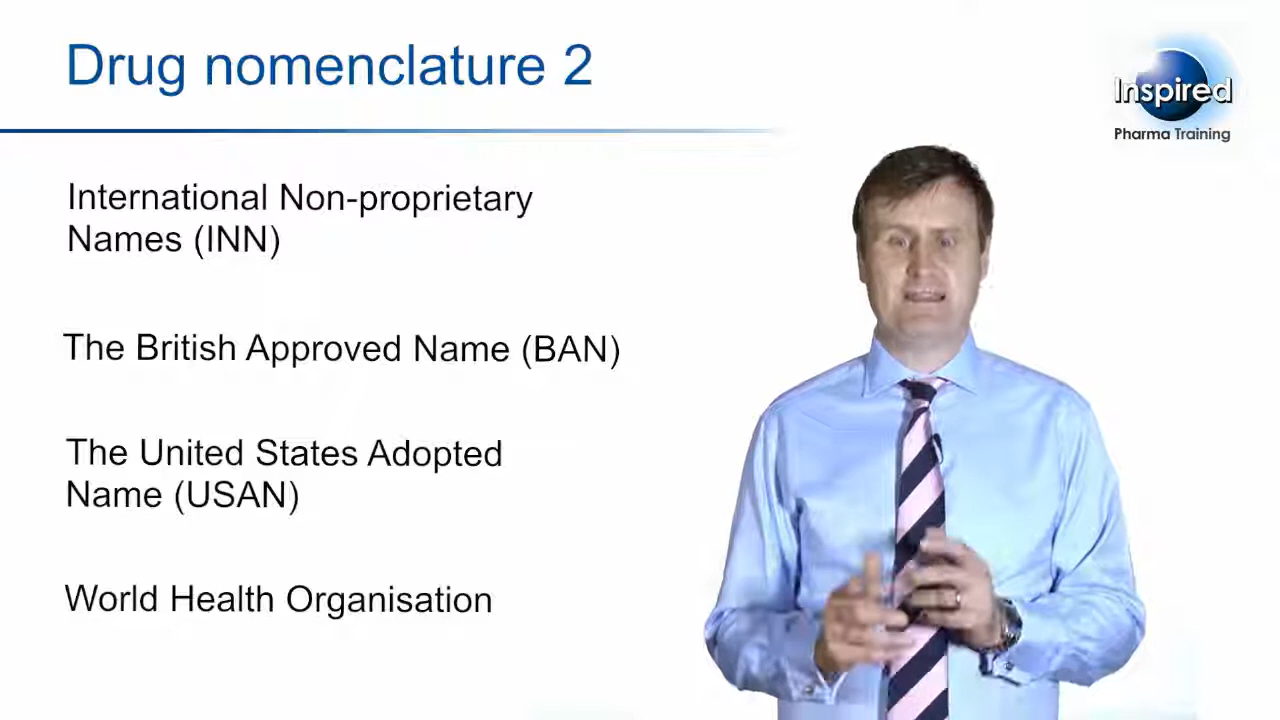 Drug nomenclature 2
Inspired
Pharma Training
International Non-proprietary
Names (INN)
The British Approved Name (BAN)
The United States Adopted
Name (USAN)
World Health Organisation